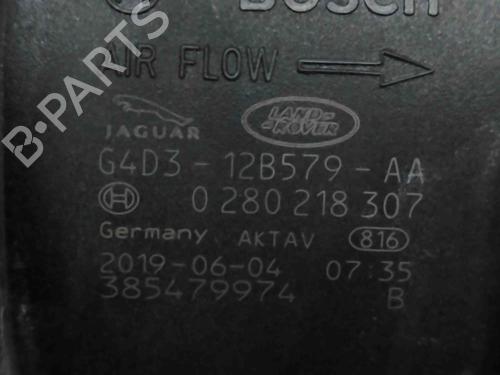 BOSCH
AIR FLOW
JAGUAR
LAND-
ROVER
G4D3-12B579-AA
0 280 218 307
Germany AKTAV 816
2019-06-04 07:35
385479974 B
B-PARTS